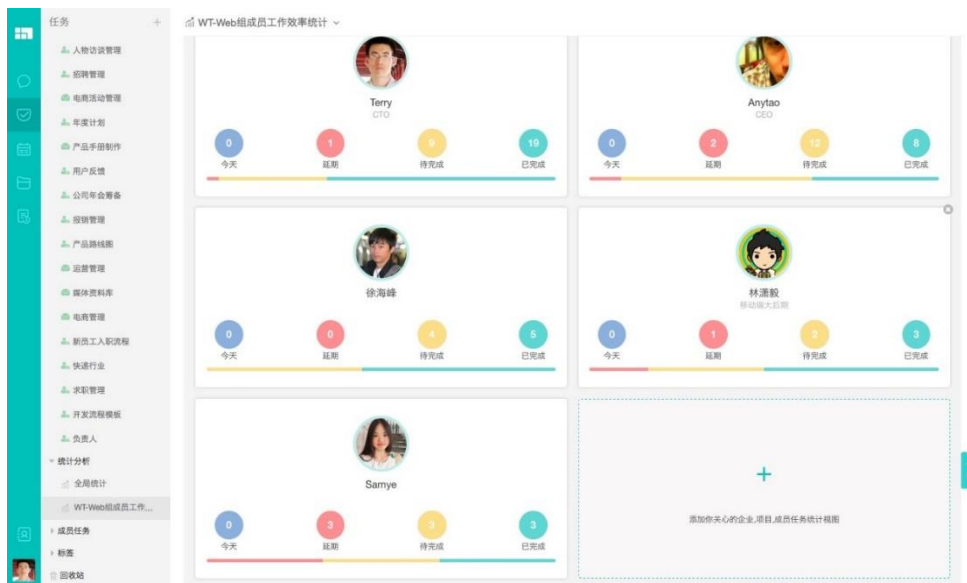 任务
+
WT-Web组成员工作效率统计
人物访谈管理
招聘管理
电商活动管理
年度计划
产品手册制作
用户反馈
公司年会筹备
报销管理
产品路线图
运营管理
媒体资料库
电商管理
新员工入职流程
快递行业
求职管理
开发流程模板
负责人
统计分析
全局统计
WT-Web组成员工作...
成员任务
标签
回收站
Terry
CTO
0 1 9 19
今天 延期 待完成 已完成
Anytao
CEO
0 2 12 8
今天 延期 待完成 已完成
徐海峰
0 0 4 5
今天 延期 待完成 已完成
林潇毅
移动端大后期
0 1 2 3
今天 延期 待完成 已完成
Samye
0 3 3 3
今天 延期 待完成 已完成
+
添加你关心的企业,项目,成员任务统计视图